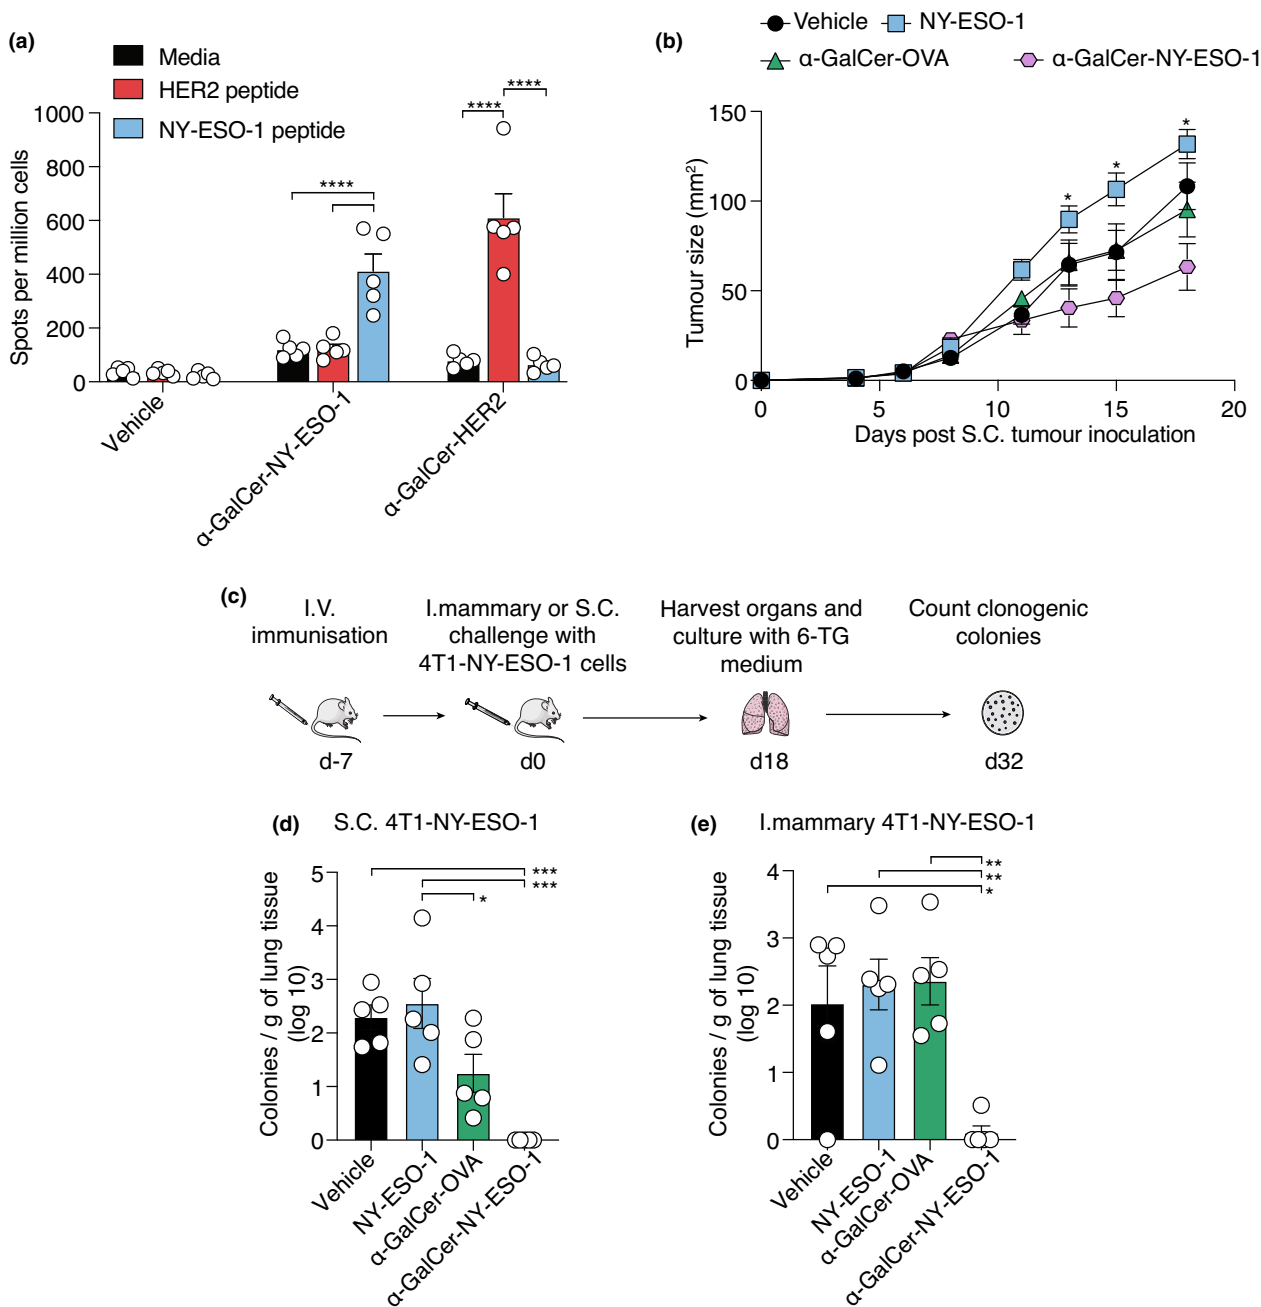 (a)
Media
HER2 peptide
NY-ESO-1 peptide
****
****
****
Spots per million cells
1000
800
600
400
200
0
Vehicle
α-GalCer-NY-ESO-1
α-GalCer-HER2
(b)
Vehicle
NY-ESO-1
α-GalCer-OVA
α-GalCer-NY-ESO-1
Tumour size (mm²)
150
100
50
0
*
*
*
0
5
10
15
20
Days post S.C. tumour inoculation
(c)
I.V.
immunisation
I.mammary or S.C.
challenge with
4T1-NY-ESO-1 cells
Harvest organs and
culture with 6-TG
medium
Count clonogenic
colonies
d-7
d0
d18
d32
(d)
S.C. 4T1-NY-ESO-1
***
***
*
Colonies / g of lung tissue
(log 10)
5
4
3
2
1
0
Vehicle
NY-ESO-1
α-GalCer-OVA
α-GalCer-NY-ESO-1
(e)
I.mammary 4T1-NY-ESO-1
**
**
*
Colonies / g of lung tissue
(log 10)
4
3
2
1
0
Vehicle
NY-ESO-1
α-GalCer-OVA
α-GalCer-NY-ESO-1